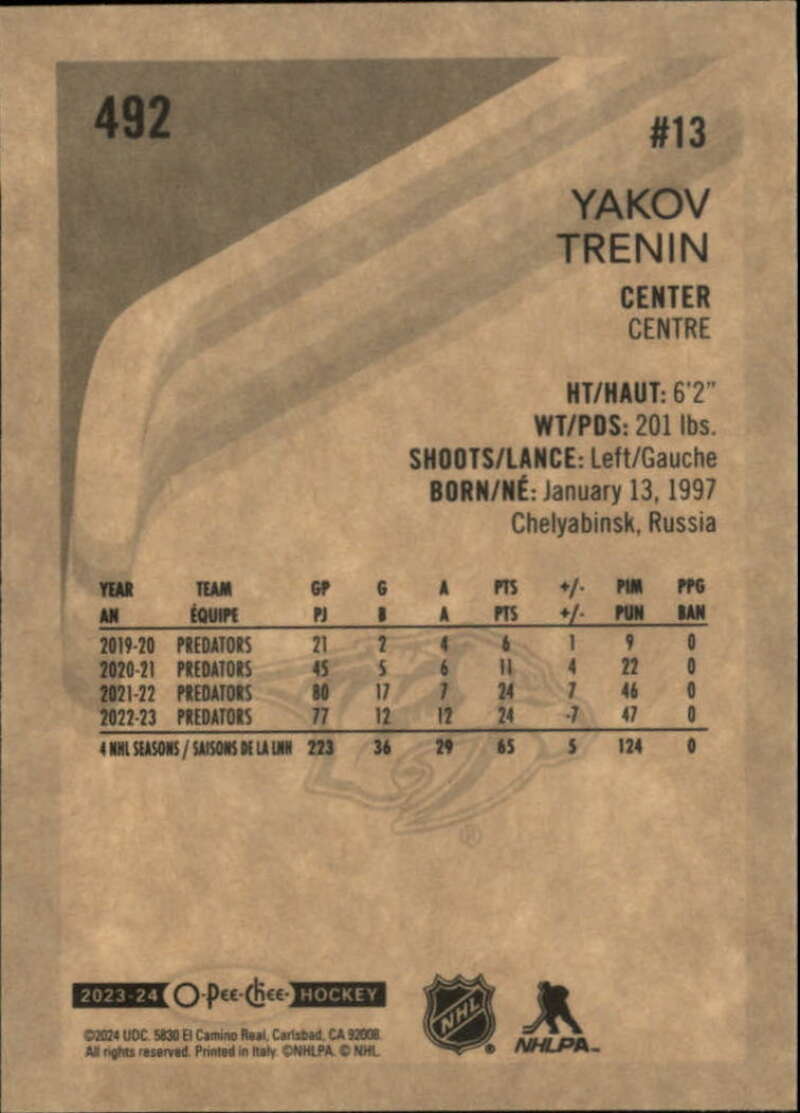 492
#13
YAKOV
TRENIN
CENTER
CENTRE
HT/HAUT: 6'2"
WT/PDS: 201 lbs.
SHOOTS/LANCE: Left/Gauche
BORN/NÉ: January 13, 1997
Chelyabinsk, Russia
YEAR TEAM GP G A PTS +/- PIM PPG
AN ÉQUIPE PJ B A PTS +/- PUN BAN
2019-20 PREDATORS 21 2 4 6 1 9 0
2020-21 PREDATORS 45 5 6 11 4 22 0
2021-22 PREDATORS 80 17 7 24 7 46 0
2022-23 PREDATORS 77 12 12 24 -7 47 0
4 NHL SEASONS / SAISONS DE LA LNH 223 36 29 65 5 124 0
®
2023-24 O-Pee-Chee- HOCKEY
©2024 UDC. 5830 El Camino Real, Carlsbad, CA 92008.
All rights reserved. Printed in Italy. ©NHLPA. © NHL.
NHL
NHLPA